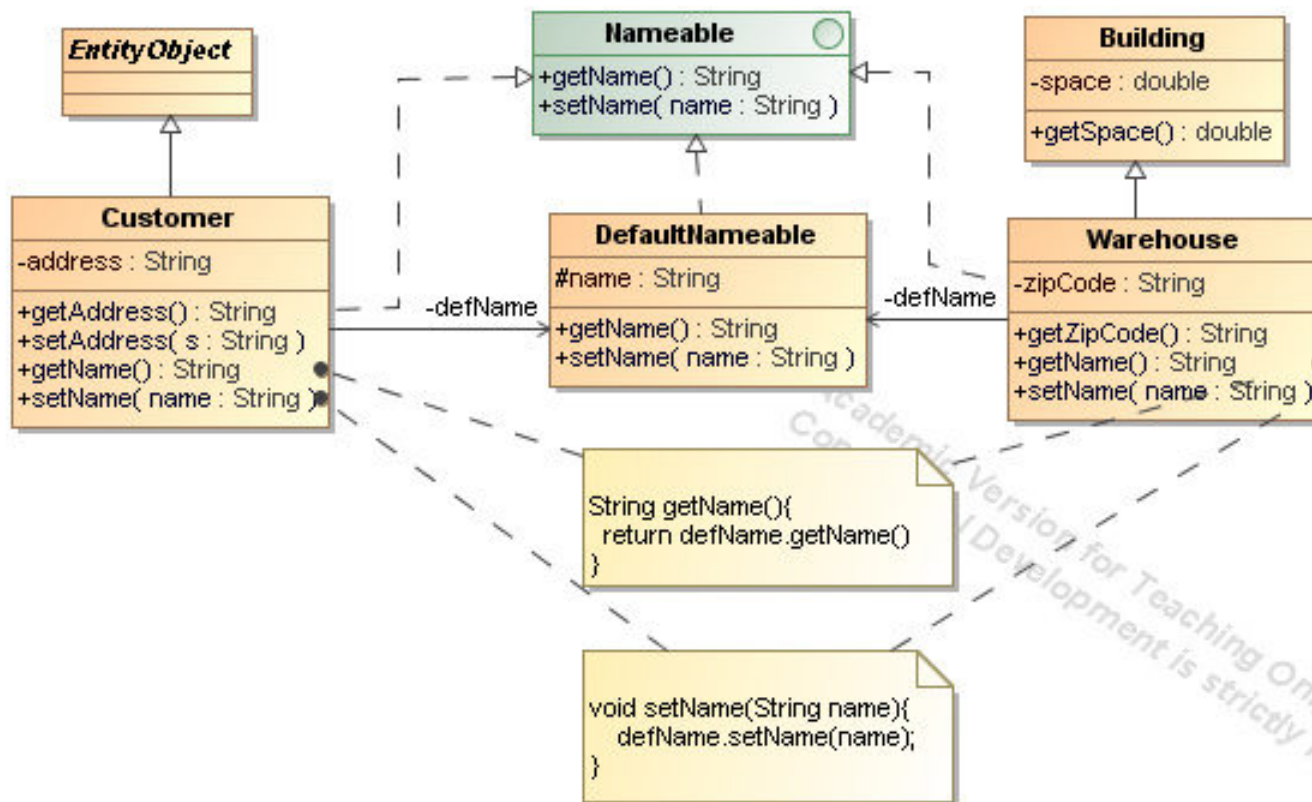 EntityObject
Nameable
+getName() : String
+setName( name : String )
Building
-space : double
+getSpace() : double
Customer
-address : String
+getAddress() : String
+setAddress( s : String )
+getName() : String
+setName( name : String )
-defName
DefaultNameable
#name : String
+getName() : String
+setName( name : String )
-defName
Warehouse
-zipCode : String
+getZipCode() : String
+getName() : String
+setName( name : String )
String getName(){
return defName.getName()
}
void setName(String name){
defName.setName(name);
}
Academic Version for Teaching
Development is strictly